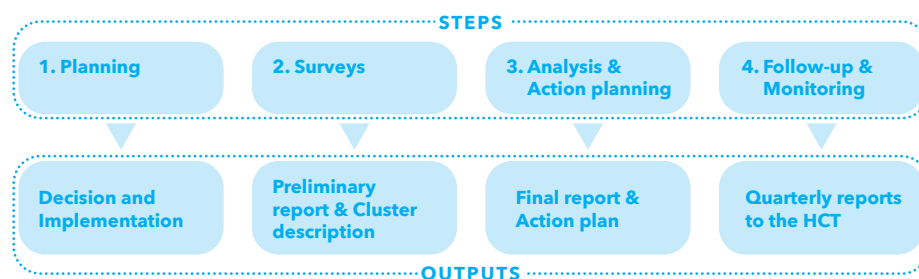 STEPS
1. Planning
2. Surveys
3. Analysis &
Action planning
4. Follow-up &
Monitoring
Decision and
Implementation
Preliminary
report & Cluster
description
Final report &
Action plan
Quarterly reports
to the HCT
OUTPUTS